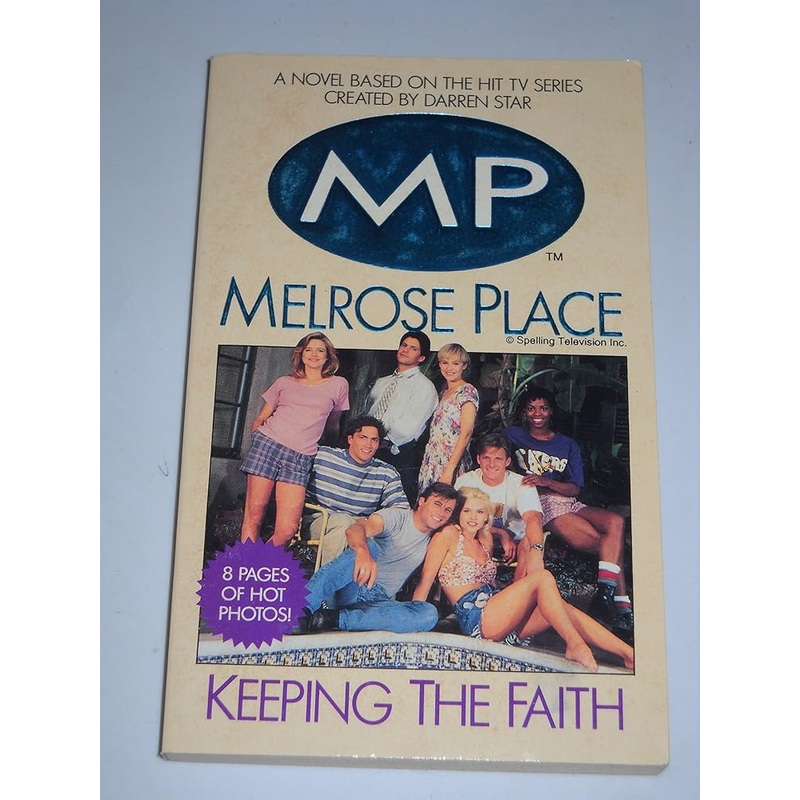 A NOVEL BASED ON THE HIT TV SERIES
CREATED BY DARREN STAR
MP
TM
MELROSE PLACE
© Spelling Television Inc.
8 PAGES
OF HOT
PHOTOS!
KEEPING THE FAITH